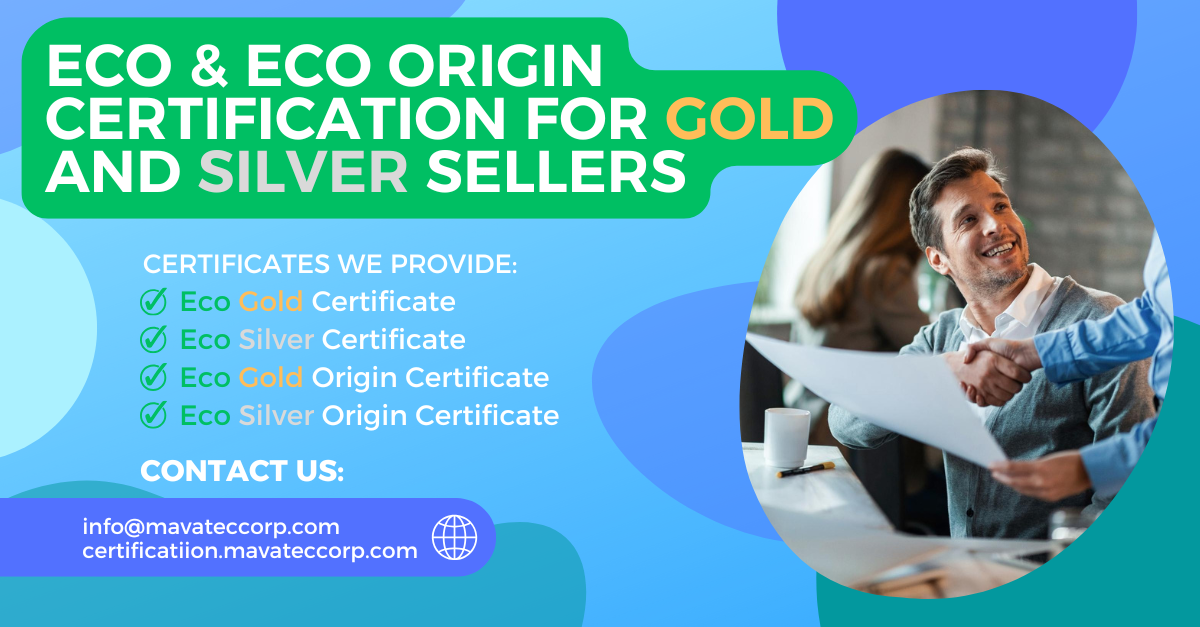 ECO & ECO ORIGIN
CERTIFICATION FOR GOLD
AND SILVER SELLERS
CERTIFICATES WE PROVIDE:
Eco Gold Certificate
Eco Silver Certificate
Eco Gold Origin Certificate
Eco Silver Origin Certificate
CONTACT US:
info@mavateccorp.com
certificatiion.mavateccorp.com